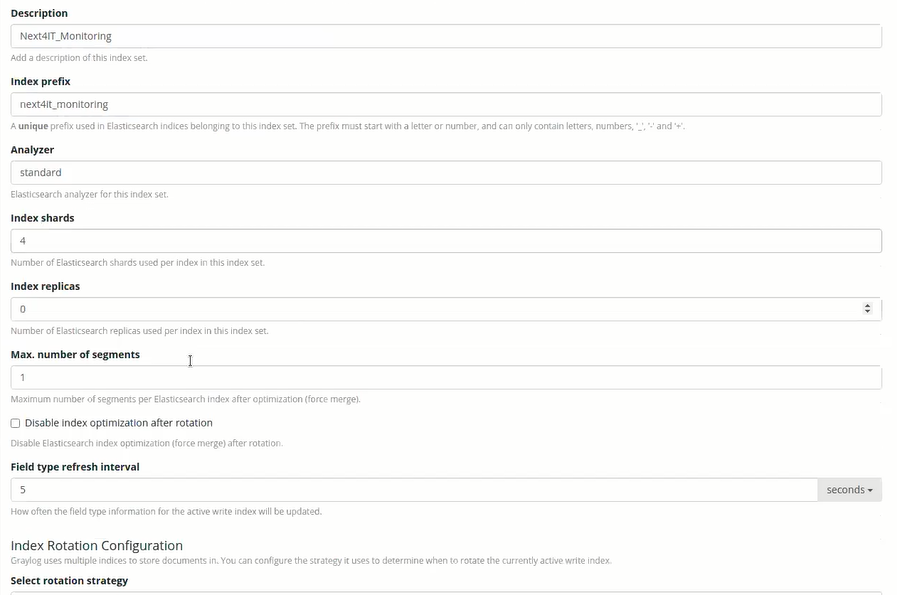 Description
Next4IT_Monitoring
Add a description of this index set.
Index prefix
next4it_monitoring
A unique prefix used in Elasticsearch indices belonging to this index set. The prefix must start with a letter or number, and can only contain letters, numbers, '_', '-' and '+'.
Analyzer
standard
Elasticsearch analyzer for this index set.
Index shards
4
Number of Elasticsearch shards used per index in this index set.
Index replicas
0
Number of Elasticsearch replicas used per index in this index set.
Max. number of segments
1
Maximum number of segments per Elasticsearch index after optimization (force merge).
Disable index optimization after rotation
Disable Elasticsearch index optimization (force merge) after rotation.
Field type refresh interval
5 seconds
How often the field type information for the active write index will be updated.
Index Rotation Configuration
Graylog uses multiple indices to store documents in. You can configure the strategy it uses to determine when to rotate the currently active write index.
Select rotation strategy